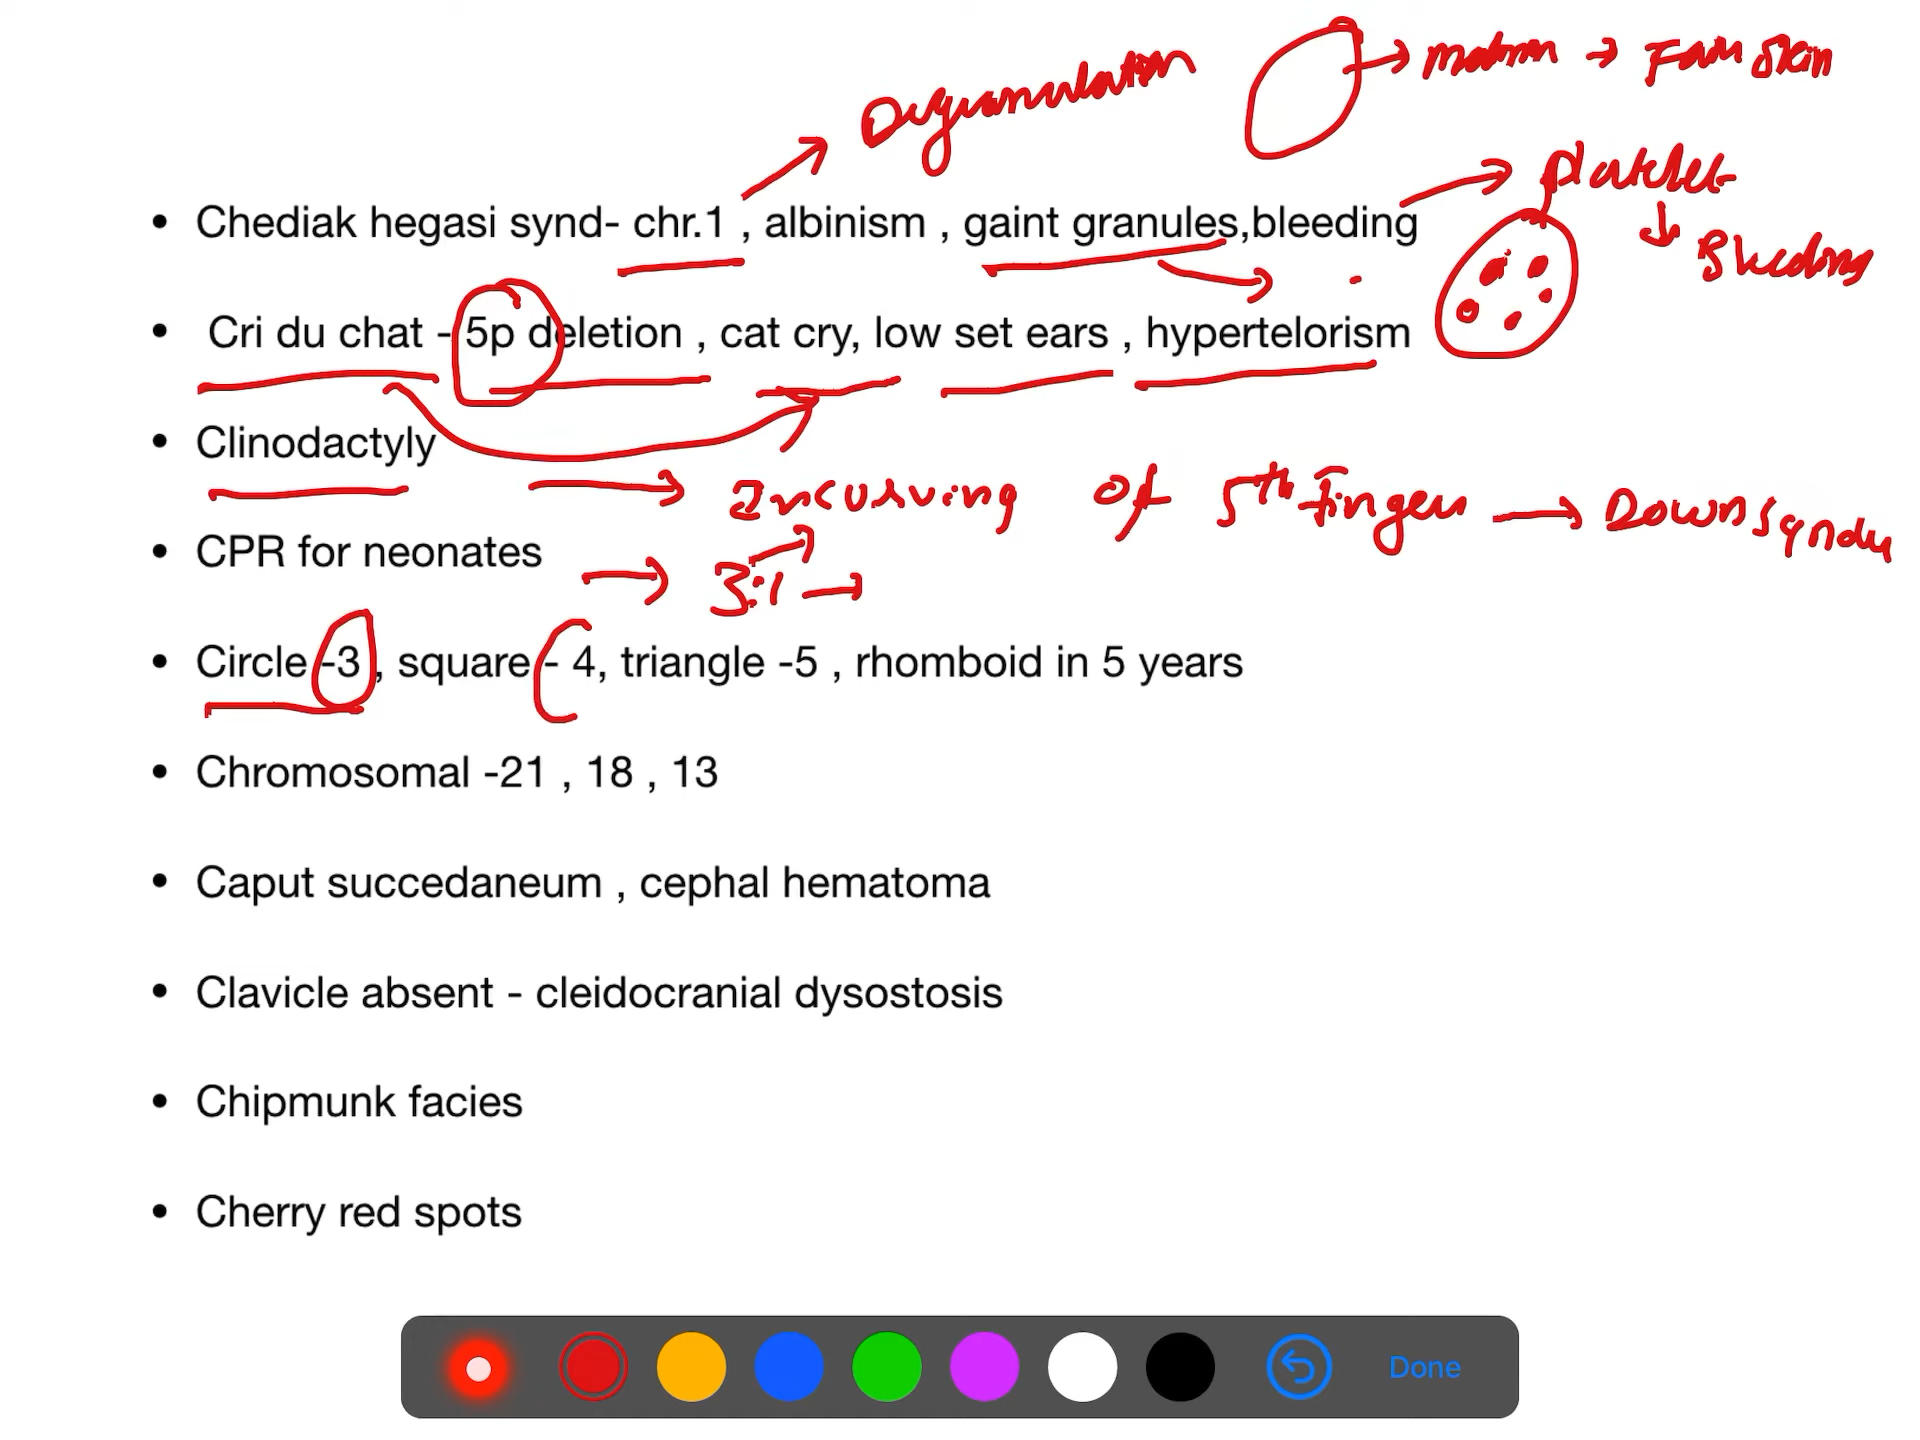 Degranulation
→ Fair Skin
• Chediak hegasi synd- chr.1 , albinism , gaint granules,bleeding → platelet
↓ Bleeding
• Cri du chat - 5p deletion , cat cry, low set ears , hypertelorism
• Clinodactyly
→ Incurving of 5th finger → Down Syndr
• CPR for neonates → 3:1 →
• Circle -3 , square - 4, triangle -5 , rhomboid in 5 years
• Chromosomal -21 , 18 , 13
• Caput succedaneum , cephal hematoma
• Clavicle absent - cleidocranial dysostosis
• Chipmunk facies
• Cherry red spots
Done